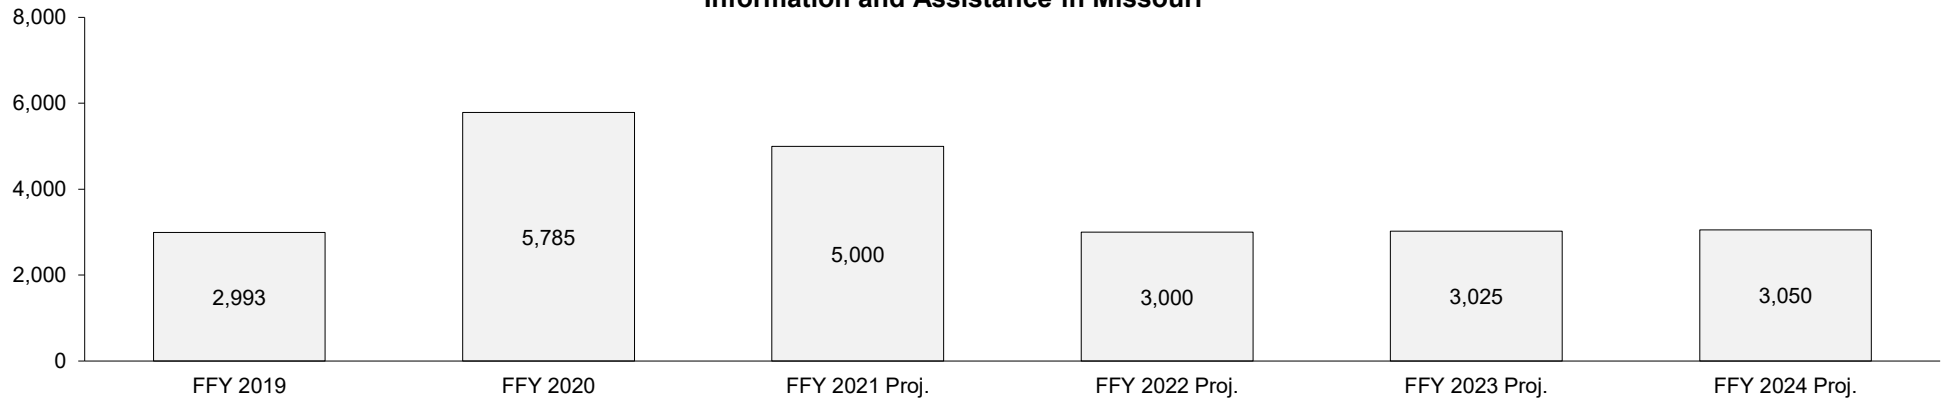 Information and Assistance in Missouri
8,000
6,000
4,000
2,000
0
5,785
5,000
2,993
3,000
3,025
3,050
FFY 2019
FFY 2020
FFY 2021 Proj.
FFY 2022 Proj.
FFY 2023 Proj.
FFY 2024 Proj.